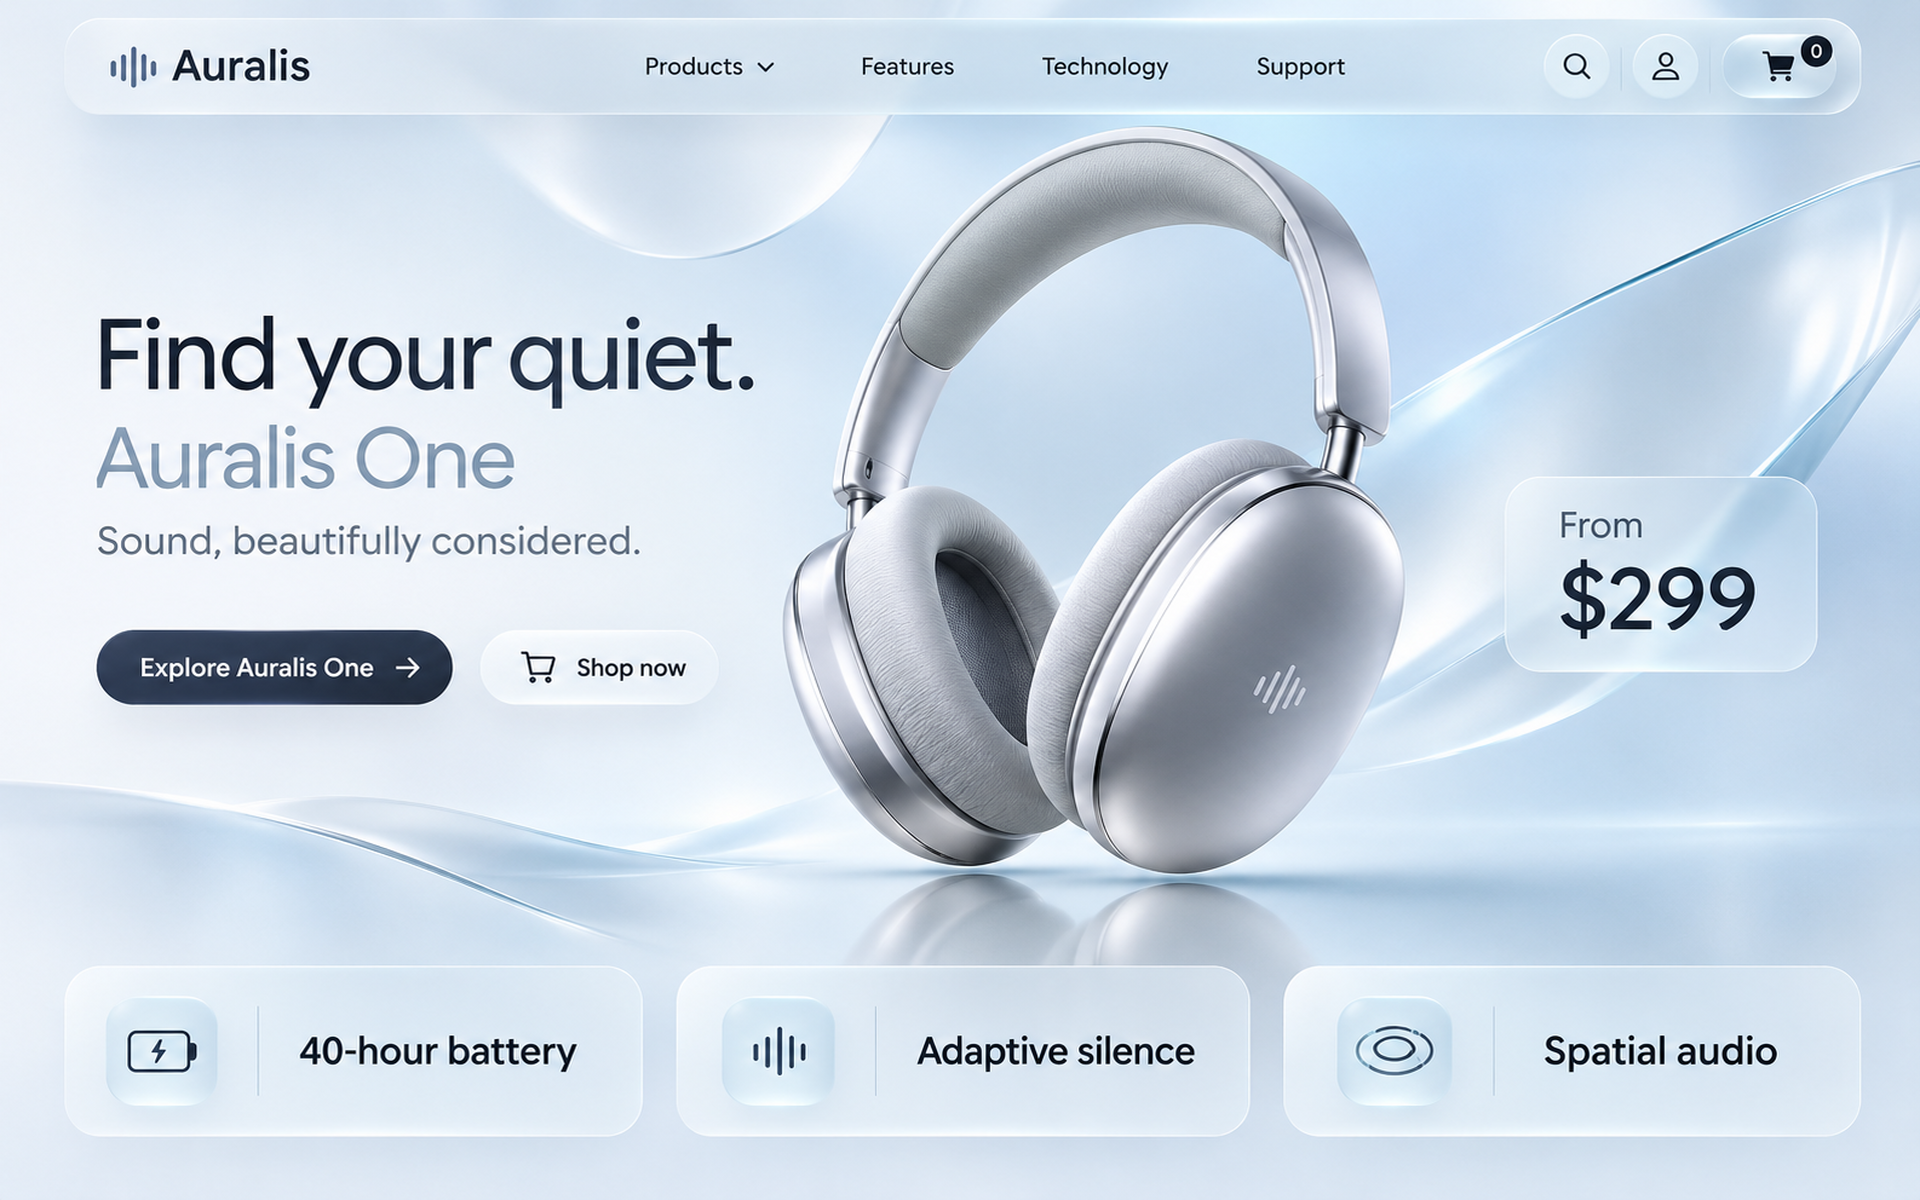 Auralis
Products
Features
Technology
Support
0
Find your quiet.
Auralis One
Sound, beautifully considered.
Explore Auralis One
Shop now
From
$299
40-hour battery
Adaptive silence
Spatial audio